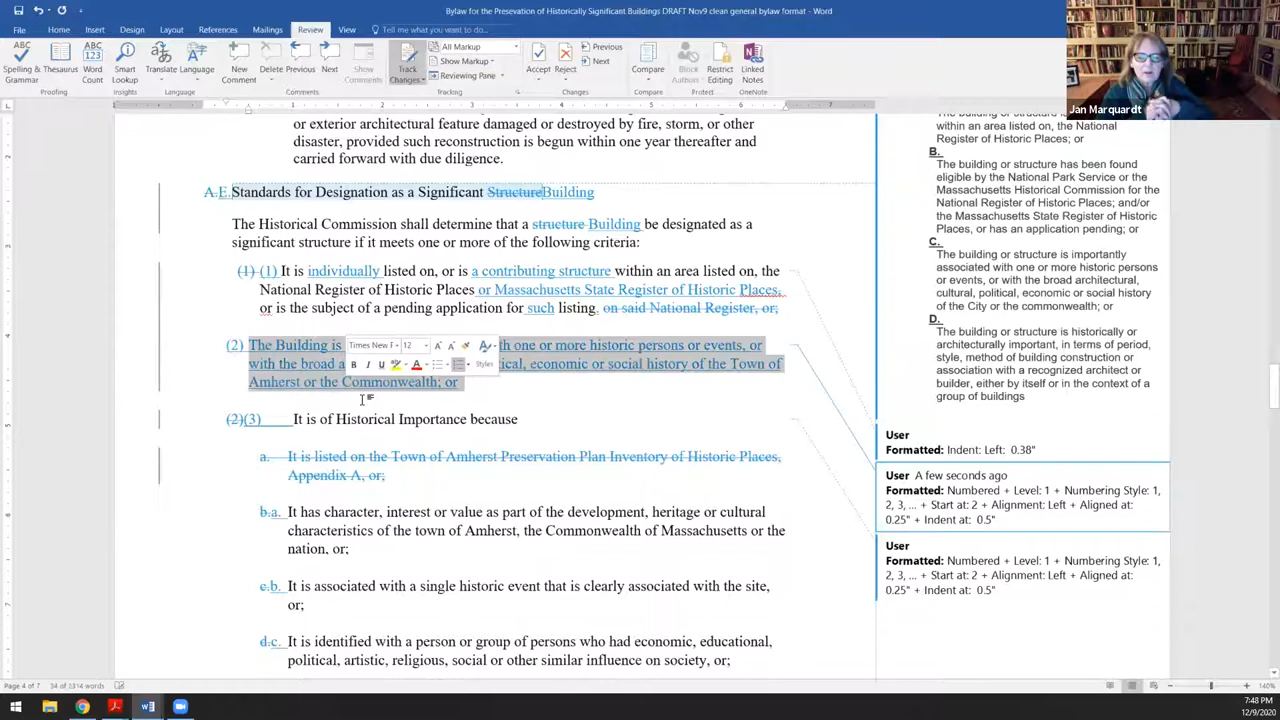 Bylaw for the Presevation of Historically Significant Buildings DRAFT Nov9 clean general bylaw format - Word
File Home Insert Draw Design Layout References Mailings Review View Tell me what you want to do...
Spelling & Grammar
Thesaurus
Word Count
Smart Lookup
Translate
Language
New Comment
Delete
Previous
Next
Show Comments
Track Changes
All Markup
Show Markup
Reviewing Pane
Accept
Reject
Previous
Next
Compare
Block Authors
Restrict Editing
Linked Notes
Proofing Insights Language Comments Tracking Changes Compare Protect OneNote
Jan Marquardt
or exterior architectural feature damaged or destroyed by fire, storm, or other
disaster, provided such reconstruction is begun within one year thereafter and
carried forward with due diligence.
A.E.Standards for Designation as a Significant StructureBuilding
The Historical Commission shall determine that a structure Building be designated as a
significant structure if it meets one or more of the following criteria:
(1) (1) It is individually listed on, or is a contributing structure within an area listed on, the
National Register of Historic Places or Massachusetts State Register of Historic Places,
or is the subject of a pending application for such listing, on said National Register, or;
(2) The Building is th one or more historic persons or events, or
with the broad a ical, economic or social history of the Town of
Amherst or the Commonwealth; or
Times New F 12
B I U A Styles
(2)(3) It is of Historical Importance because
a. It is listed on the Town of Amherst Preservation Plan Inventory of Historic Places,
Appendix A, or;
b.a. It has character, interest or value as part of the development, heritage or cultural
characteristics of the town of Amherst, the Commonwealth of Massachusetts or the
nation, or;
c.b. It is associated with a single historic event that is clearly associated with the site,
or;
d.c. It is identified with a person or group of persons who had economic, educational,
political, artistic, religious, social or other similar influence on society, or;
The building or structure is listed on, or is
within an area listed on, the National
Register of Historic Places; or
B.
The building or structure has been found
eligible by the National Park Service or the
Massachusetts Historical Commission for the
National Register of Historic Places; and/or
the Massachusetts State Register of Historic
Places, or has an application pending; or
C.
The building or structure is importantly
associated with one or more historic persons
or events, or with the broad architectural,
cultural, political, economic or social history
of the City or the commonwealth; or
D.
The building or structure is historically or
architecturally important, in terms of period,
style, method of building construction or
association with a recognized architect or
builder, either by itself or in the context of a
group of buildings
User
Formatted: Indent: Left: 0.38"
User A few seconds ago
Formatted: Numbered + Level: 1 + Numbering Style: 1,
2, 3, ... + Start at: 2 + Alignment: Left + Aligned at:
0.25" + Indent at: 0.5"
User
Formatted: Numbered + Level: 1 + Numbering Style: 1,
2, 3, ... + Start at: 2 + Alignment: Left + Aligned at:
0.25" + Indent at: 0.5"
Page 4 of 7 34 of 2314 words 140%
7:48 PM
12/9/2020